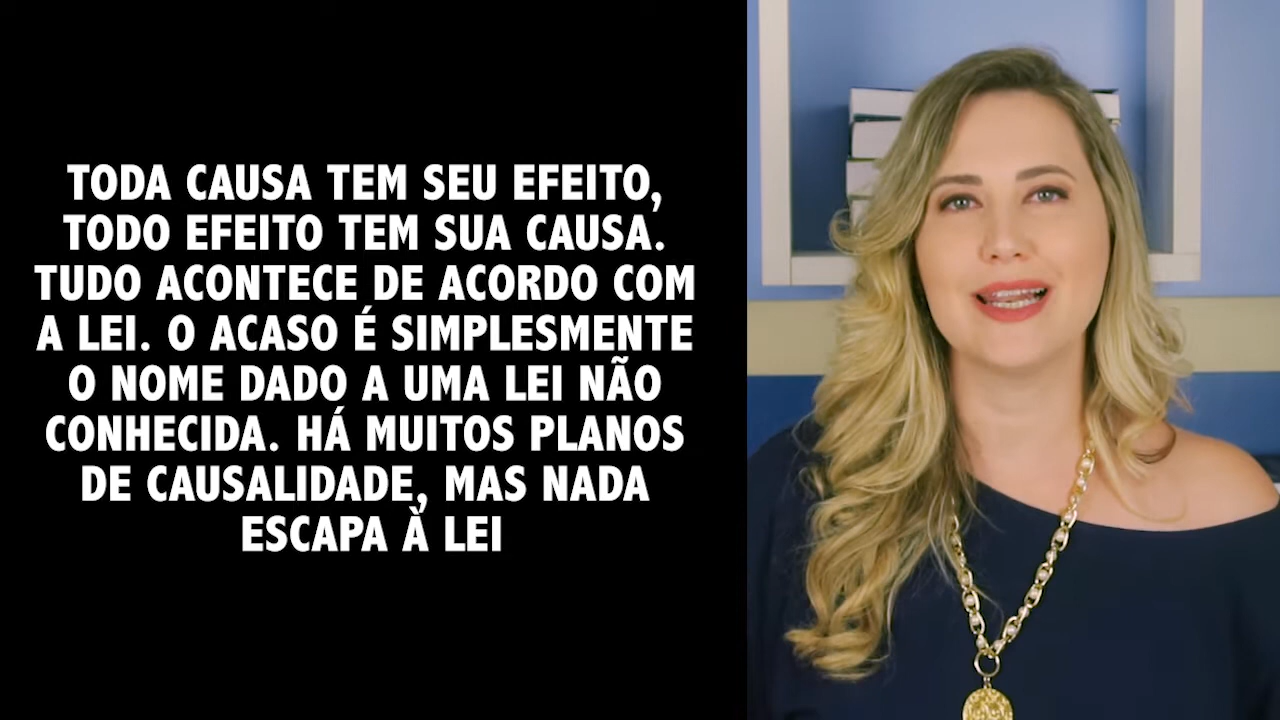 TODA CAUSA TEM SEU EFEITO,
TODO EFEITO TEM SUA CAUSA.
TUDO ACONTECE DE ACORDO COM
A LEI. O ACASO É SIMPLESMENTE
O NOME DADO A UMA LEI NÃO
CONHECIDA. HÁ MUITOS PLANOS
DE CAUSALIDADE, MAS NADA
ESCAPA À LEI